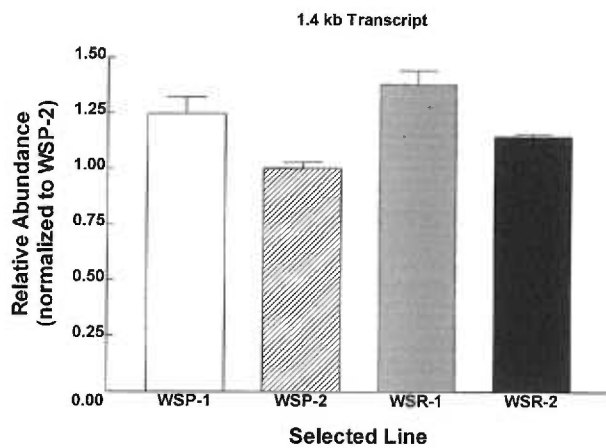 1.4 kb Transcript
Relative Abundance
(normalized to WSP-2)
1.50
1.25
1.00
0.75
0.50
0.25
0.00
WSP-1
WSP-2
WSR-1
WSR-2
Selected Line